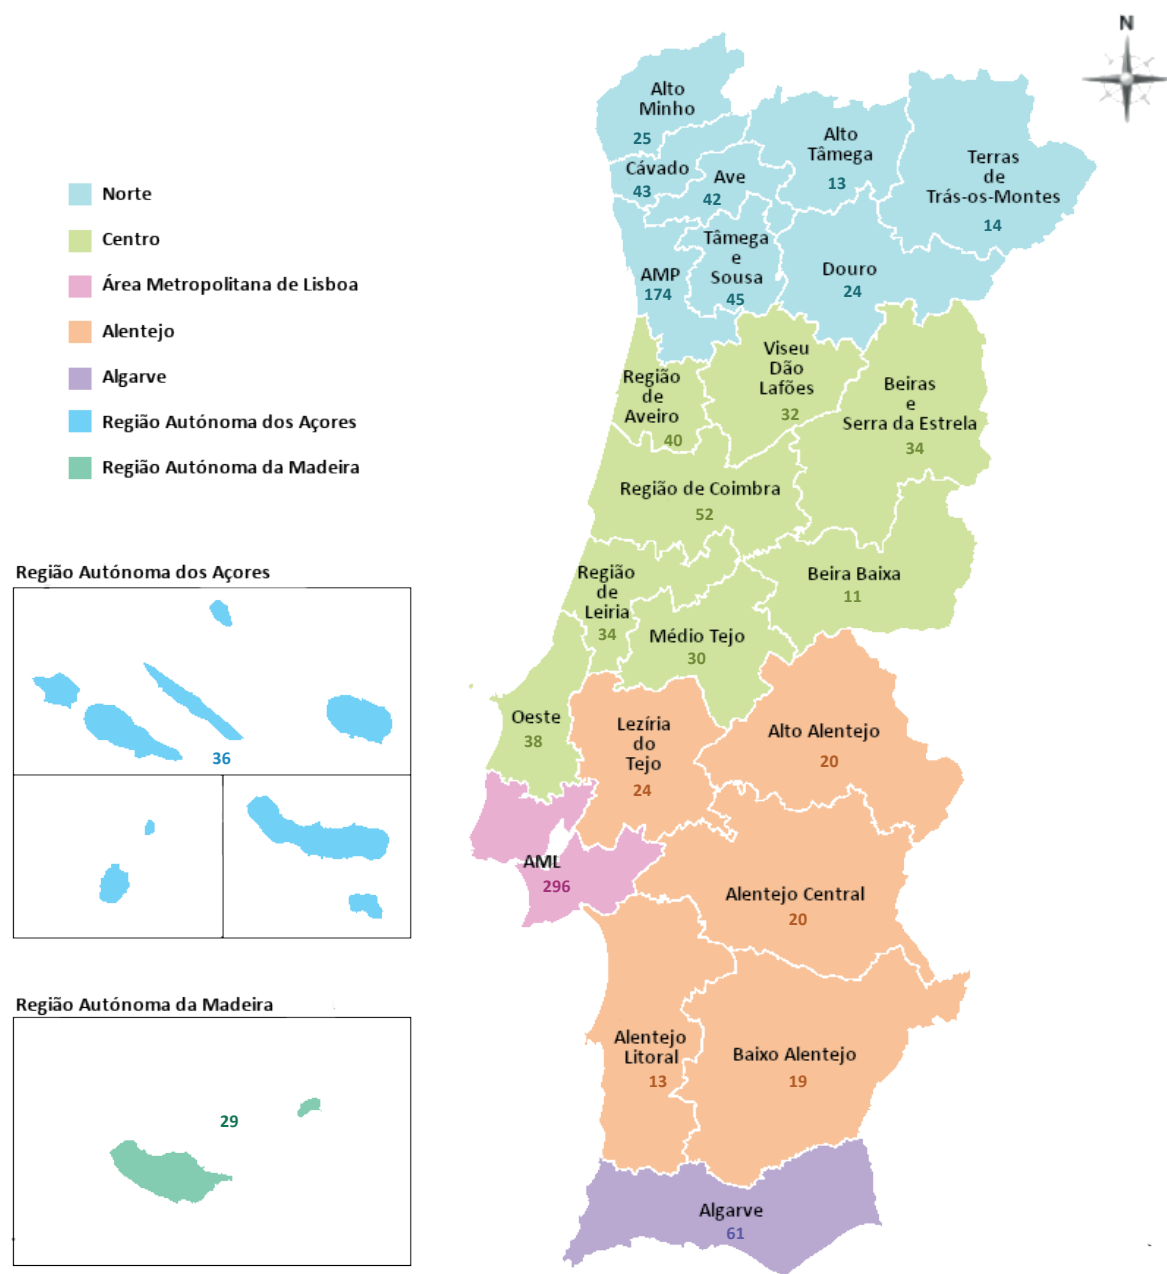 N
Norte
Centro
Área Metropolitana de Lisboa
Alentejo
Algarve
Região Autónoma dos Açores
Região Autónoma da Madeira
Alto
Minho
25
Cávado
43
Ave
42
Alto
Tâmega
13
Terras
de
Trás-os-Montes
14
AMP
174
Tâmega
e
Sousa
45
Douro
24
Região
de
Aveiro
40
Viseu
Dão
Lafões
32
Beiras
e
Serra da Estrela
34
Região de Coimbra
52
Região
de
Leiria
34
Médio Tejo
30
Beira Baixa
11
Oeste
38
Lezíria
do
Tejo
24
Alto Alentejo
20
AML
296
Alentejo Central
20
Alentejo
Litoral
13
Baixo Alentejo
19
Algarve
61
Região Autónoma dos Açores
36
Região Autónoma da Madeira
29